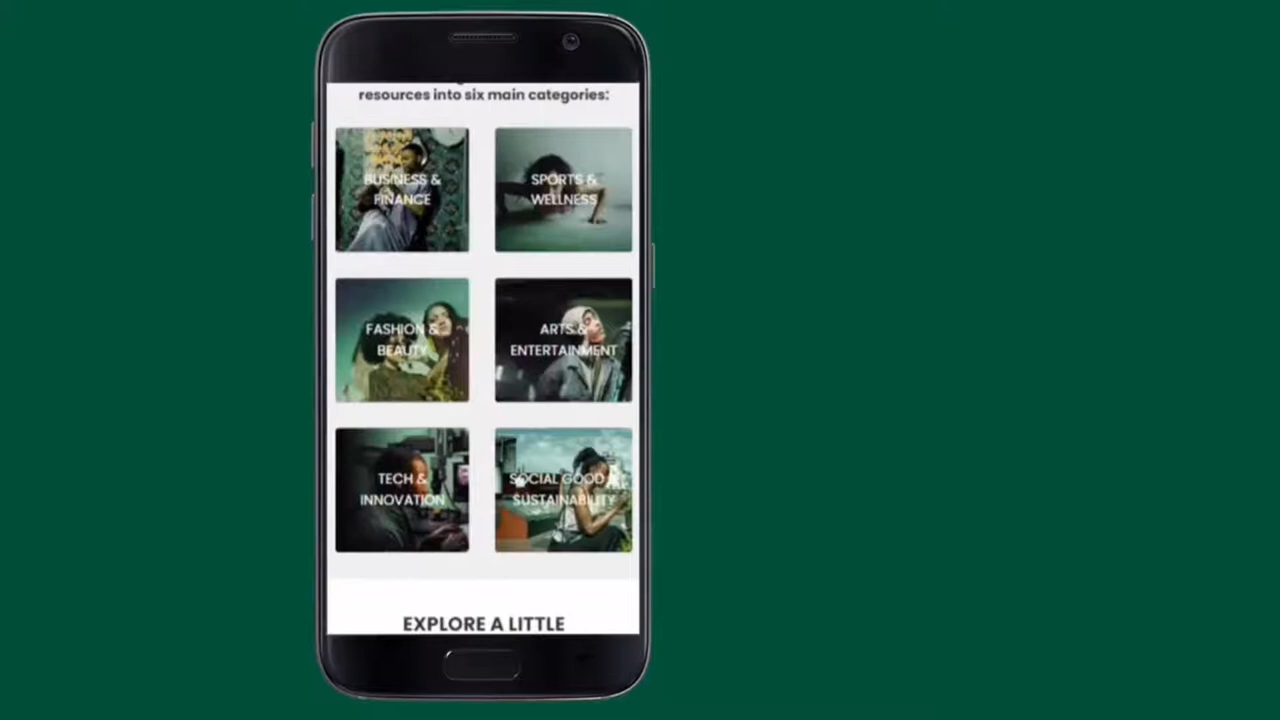 resources into six main categories:
BUSINESS &
FINANCE
SPORTS &
WELLNESS
FASHION &
BEAUTY
ARTS &
ENTERTAINMENT
TECH &
INNOVATION
SOCIAL GOOD &
SUSTAINABILITY
EXPLORE A LITTLE